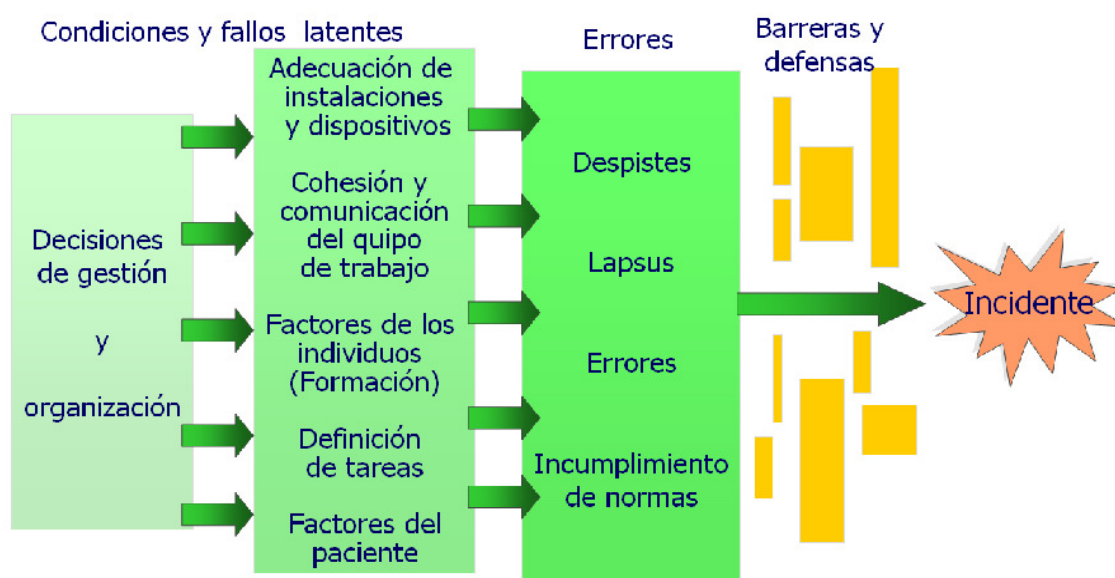 Condiciones y fallos latentes
Decisiones
de gestión
y
organización
Adecuación de
instalaciones
y dispositivos
Cohesión y
comunicación
del quipo
de trabajo
Factores de los
individuos
(Formación)
Definición
de tareas
Factores del
paciente
Errores
Despistes
Lapsus
Errores
Incumplimiento
de normas
Barreras y
defensas
Incidente